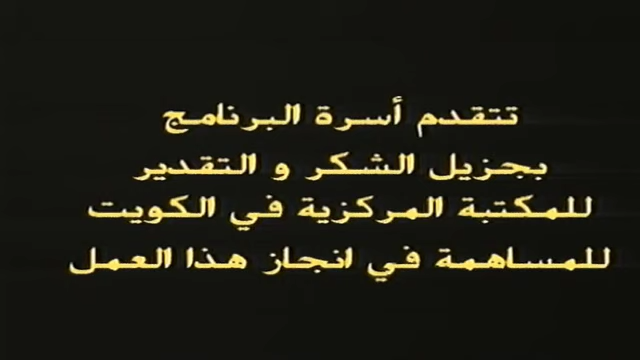 تتقدم أسرة البرنامج
بجزيل الشكر و التقدير
للمكتبة المركزية في الكويت
للمساهمة في انجاز هذا العمل